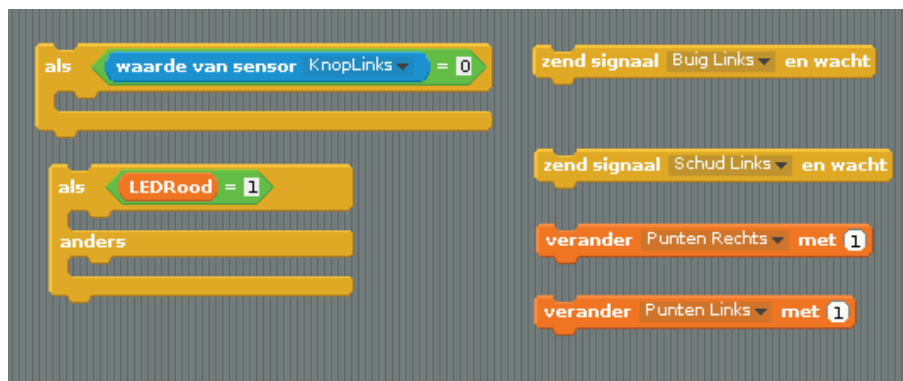 als waarde van sensor KnopLinks = 0
als LEDRood = 1
anders
zend signaal Buig Links en wacht
zend signaal Schud Links en wacht
verander Punten Rechts met 1
verander Punten Links met 1